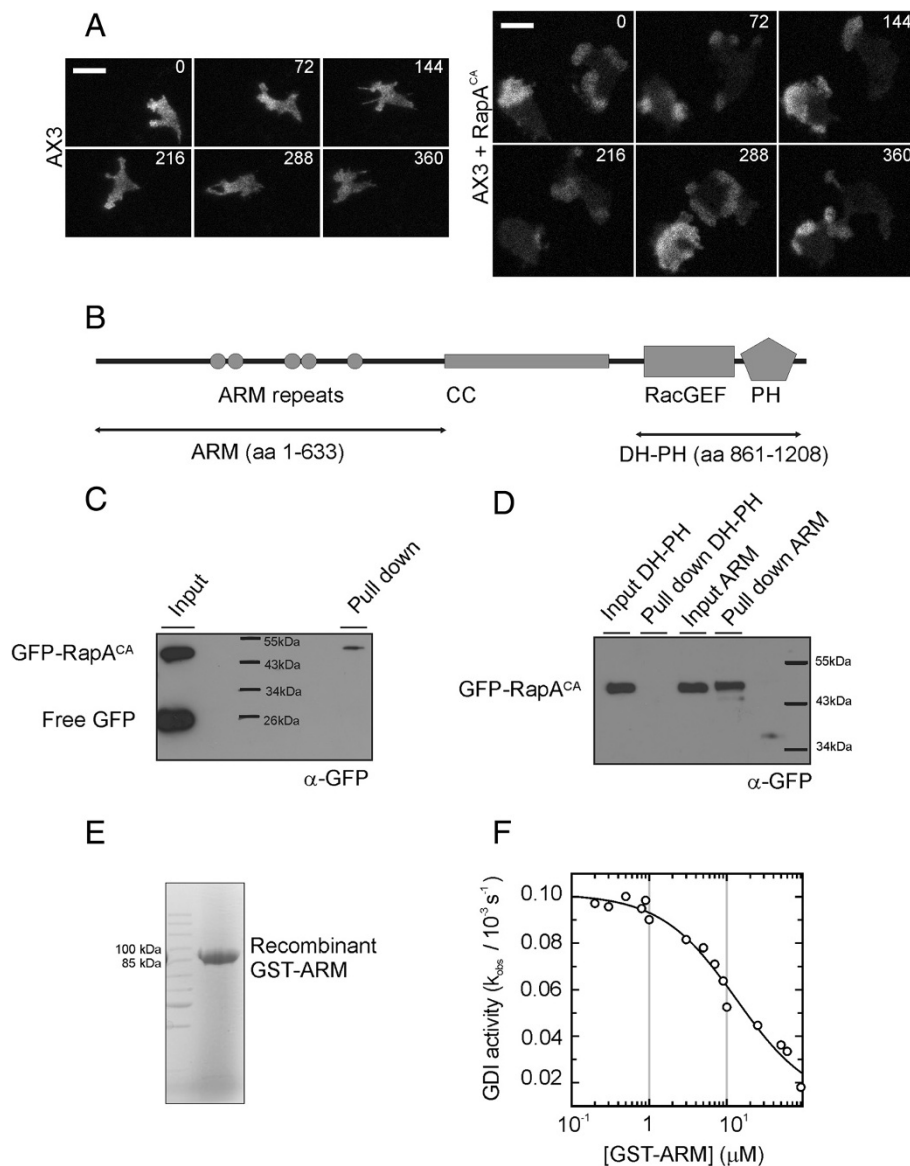 A
AX3
0
72
144
216
288
360
AX3 + RapA^CA
0
72
144
216
288
360
B
ARM repeats
CC
RacGEF
PH
ARM (aa 1-633)
DH-PH (aa 861-1208)
C
Input
Pull down
GFP-RapA^CA
Free GFP
55kDa
43kDa
34kDa
26kDa
α-GFP
D
Input DH-PH
Pull down DH-PH
Input ARM
Pull down ARM
GFP-RapA^CA
55kDa
43kDa
34kDa
α-GFP
E
100 kDa
85 kDa
Recombinant
GST-ARM
F
GDI activity (k_obs / 10^-3 s^-1)
0.10
0.08
0.06
0.04
0.02
10^-1
1
10^1
[GST-ARM] (μM)